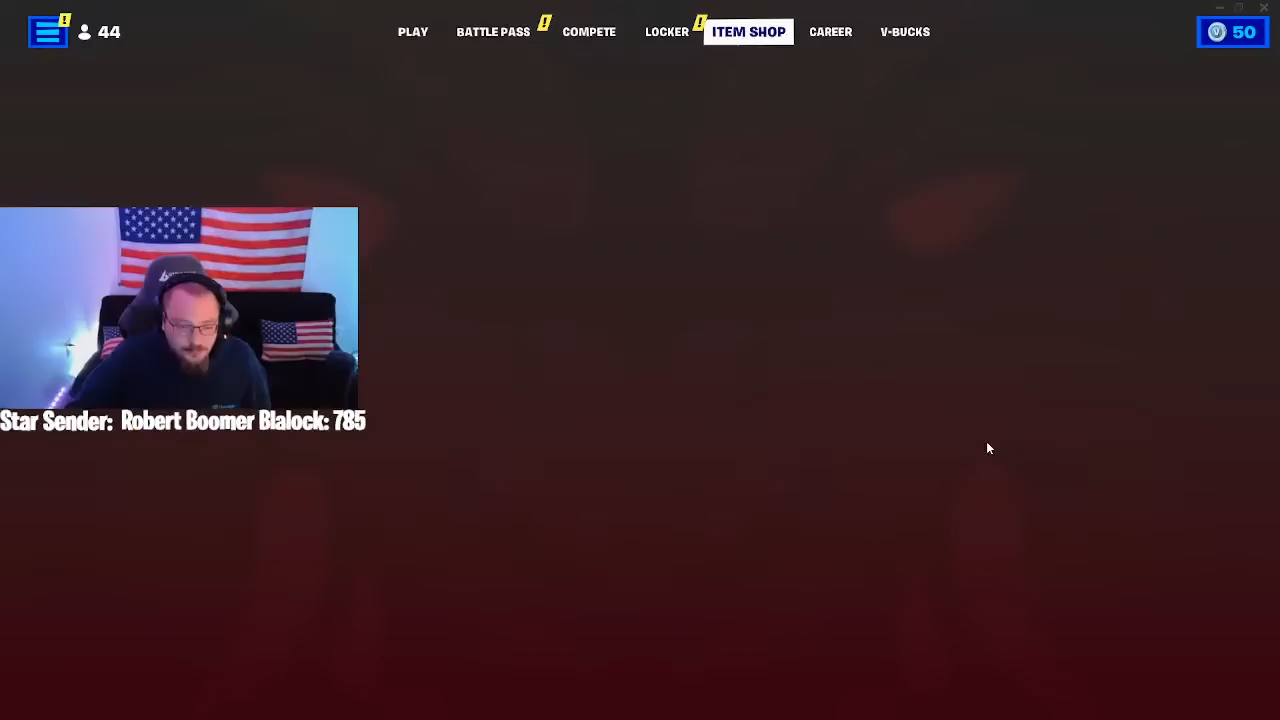 44
PLAY
BATTLE PASS
COMPETE
LOCKER
ITEM SHOP
CAREER
V-BUCKS
50
Star Sender: Robert Boomer Blalock: 785